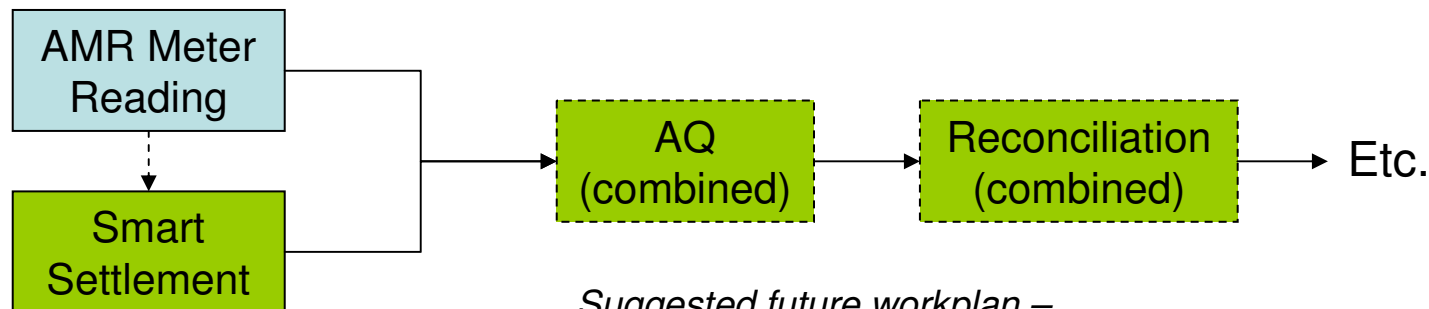 AMR Meter
Reading
Smart
Settlement
AQ
(combined)
Reconciliation
(combined)
Etc.
Suggested future workplan –